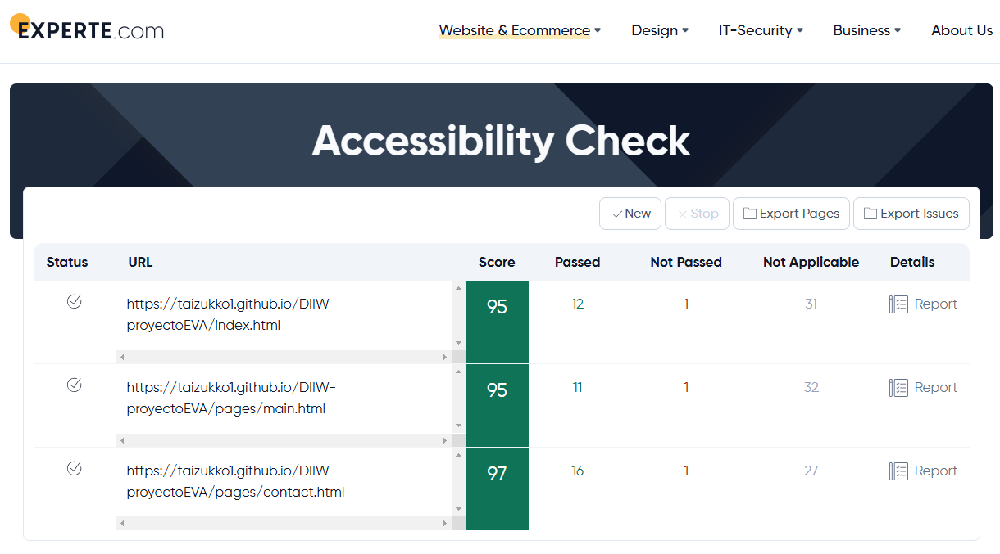 EXPERTE.com
Website & Ecommerce Design IT-Security Business About Us
Accessibility Check
New Stop Export Pages Export Issues
Status URL Score Passed Not Passed Not Applicable Details
https://taizukko1.github.io/DIIW-
proyectoEVA/index.html
95 12 1 31 Report
https://taizukko1.github.io/DIIW-
proyectoEVA/pages/main.html
95 11 1 32 Report
https://taizukko1.github.io/DIIW-
proyectoEVA/pages/contact.html
97 16 1 27 Report